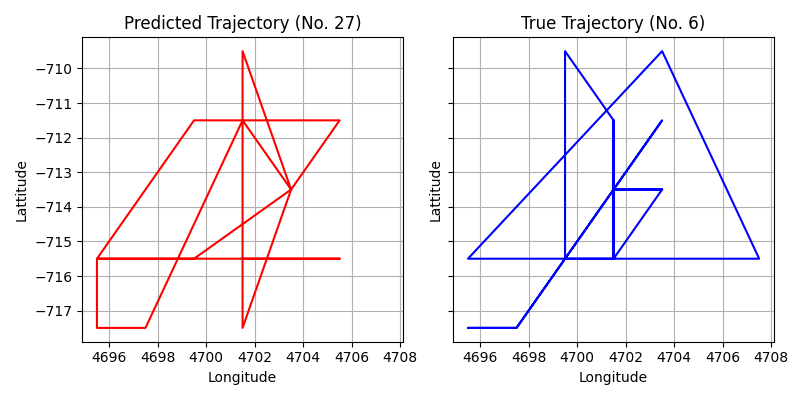 Predicted Trajectory (No. 27)
True Trajectory (No. 6)
−710
−711
−712
−713
−714
−715
−716
−717
Lattitude
Lattitude
4696 4698 4700 4702 4704 4706 4708
4696 4698 4700 4702 4704 4706 4708
Longitude
Longitude